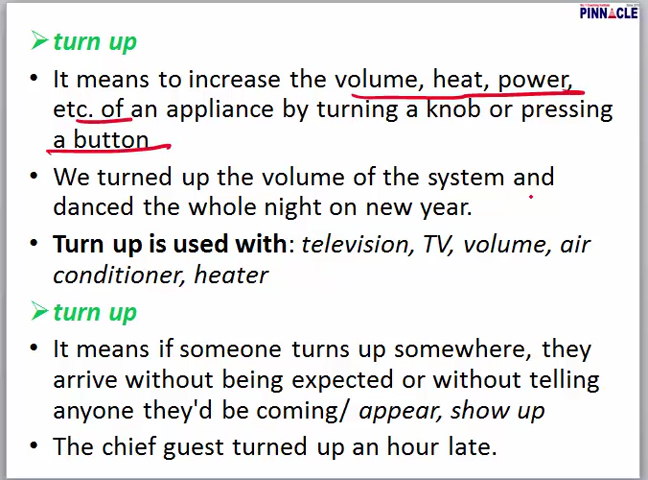 PINNACLE
➢ turn up
• It means to increase the volume, heat, power,
etc. of an appliance by turning a knob or pressing
a button
• We turned up the volume of the system and
danced the whole night on new year.
• Turn up is used with: television, TV, volume, air
conditioner, heater
➢ turn up
• It means if someone turns up somewhere, they
arrive without being expected or without telling
anyone they'd be coming/ appear, show up
• The chief guest turned up an hour late.